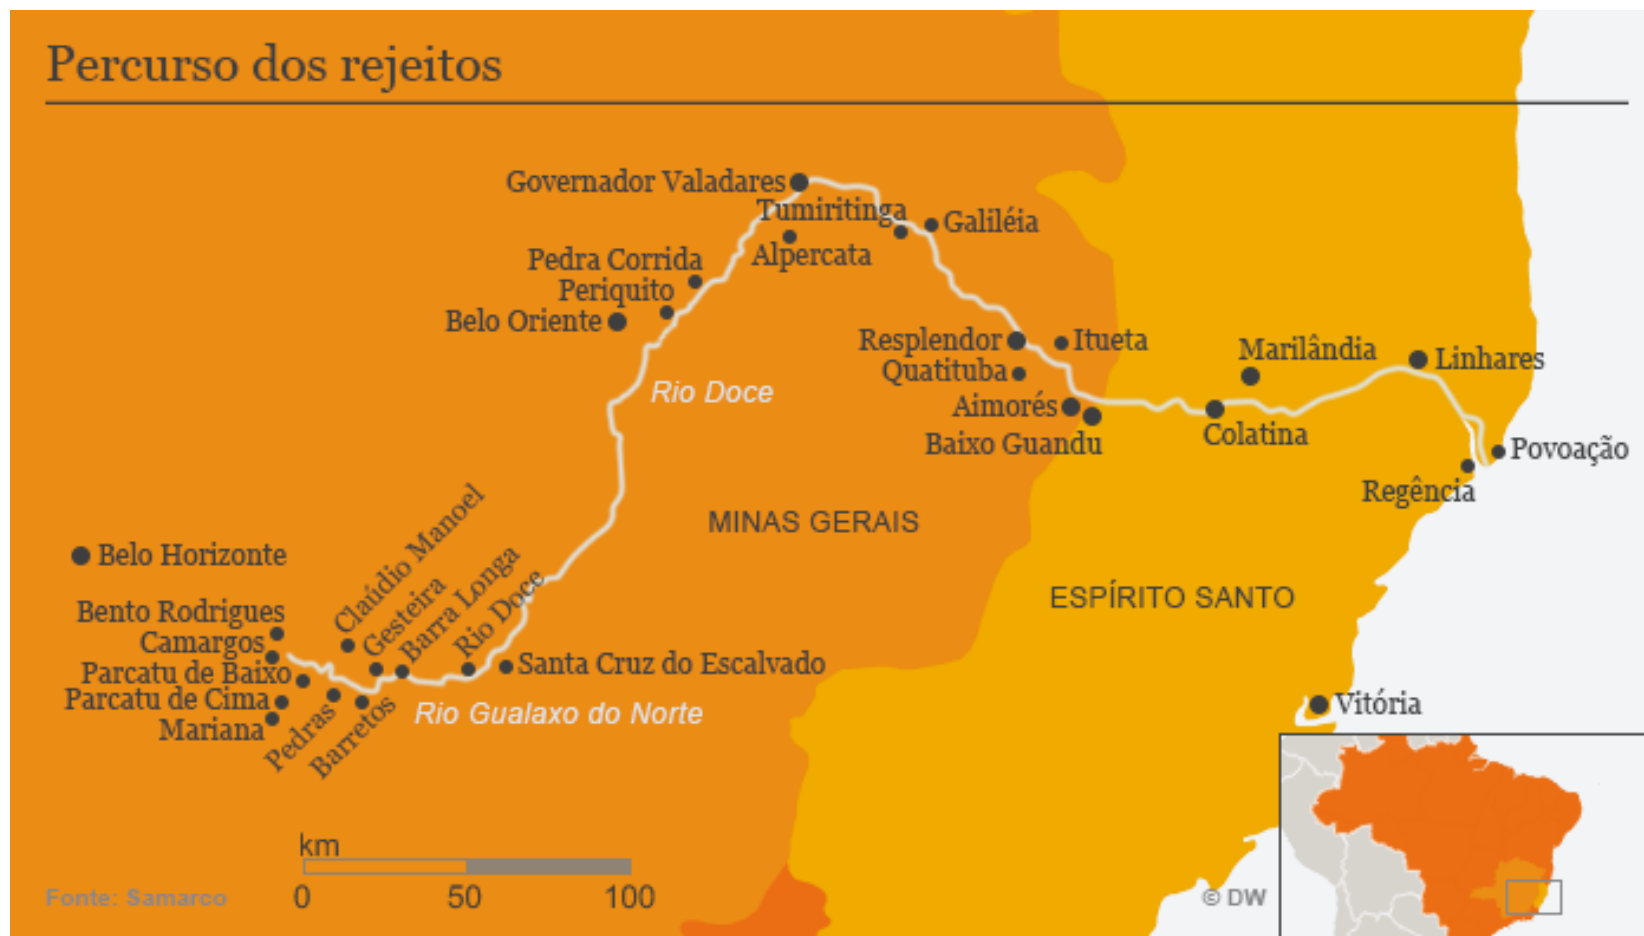 Percurso dos rejeitos
Governador Valadares
Tumiritinga
Galiléia
Alpercata
Pedra Corrida
Periquito
Belo Oriente
Resplendor
Itueta
Quatituba
Marilândia
Linhares
Rio Doce
Aimorés
Baixo Guandu
Colatina
Povoação
Regência
MINAS GERAIS
Belo Horizonte
Claúdio Manoel
Gesteira
Barra Longa
Rio Doce
ESPÍRITO SANTO
Bento Rodrigues
Camargos
Parcatu de Baixo
Santa Cruz do Escalvado
Parcatu de Cima
Mariana
Pedras
Barretos
Rio Gualaxo do Norte
Vitória
km
0 50 100
Fonte: Samarco
© DW